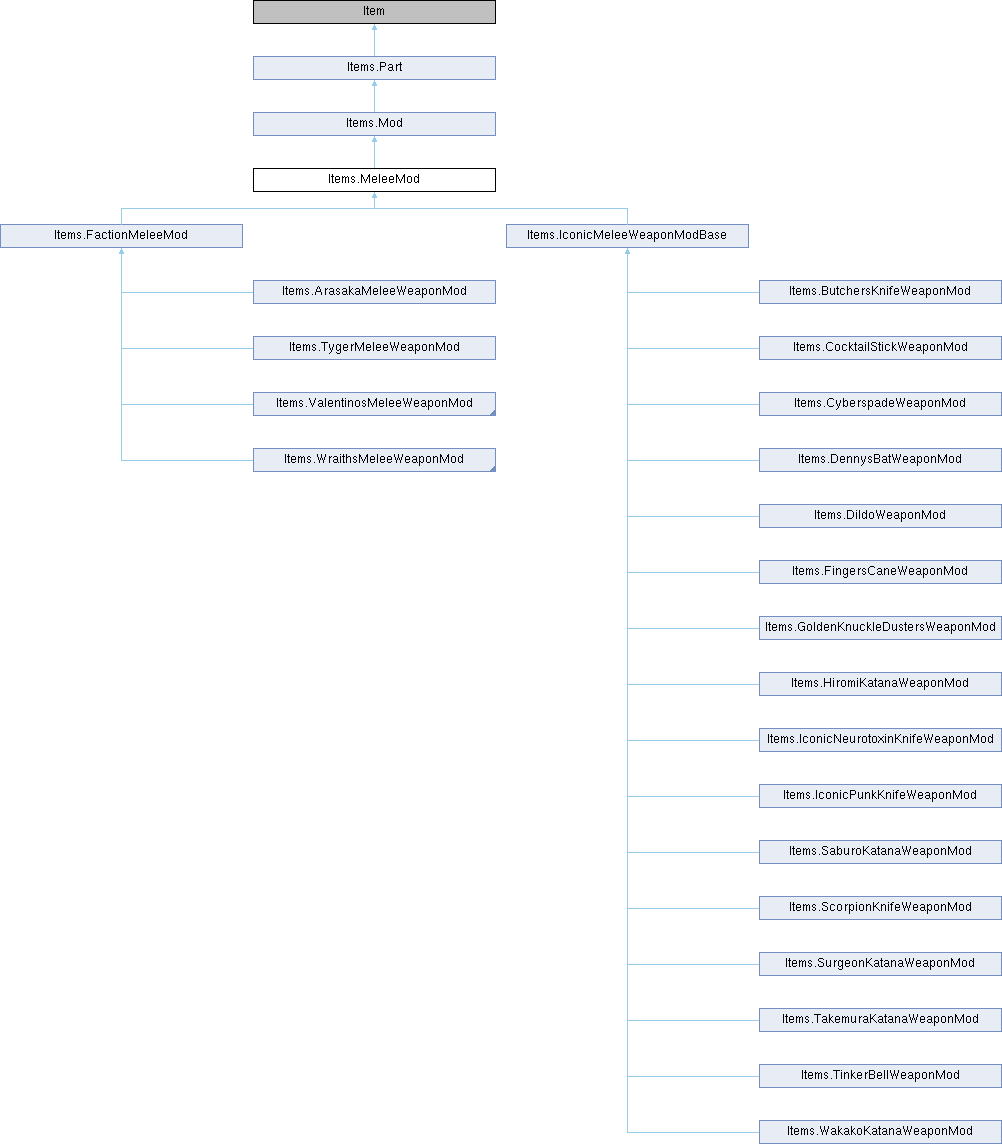 Item
Items.Part
Items.Mod
Items.MeleeMod
Items.FactionMeleeMod
Items.IconicMeleeWeaponModBase
Items.ArasakaMeleeWeaponMod
Items.ButchersKnifeWeaponMod
Items.TygerMeleeWeaponMod
Items.CocktailStickWeaponMod
Items.ValentinosMeleeWeaponMod
Items.CyberspadeWeaponMod
Items.WraithsMeleeWeaponMod
Items.DennysBatWeaponMod
Items.DildoWeaponMod
Items.FingersCaneWeaponMod
Items.GoldenKnuckleDustersWeaponMod
Items.HiromiKatanaWeaponMod
Items.IconicNeurotoxinKnifeWeaponMod
Items.IconicPunkKnifeWeaponMod
Items.SaburoKatanaWeaponMod
Items.ScorpionKnifeWeaponMod
Items.SurgeonKatanaWeaponMod
Items.TakemuraKatanaWeaponMod
Items.TinkerBellWeaponMod
Items.WakakoKatanaWeaponMod